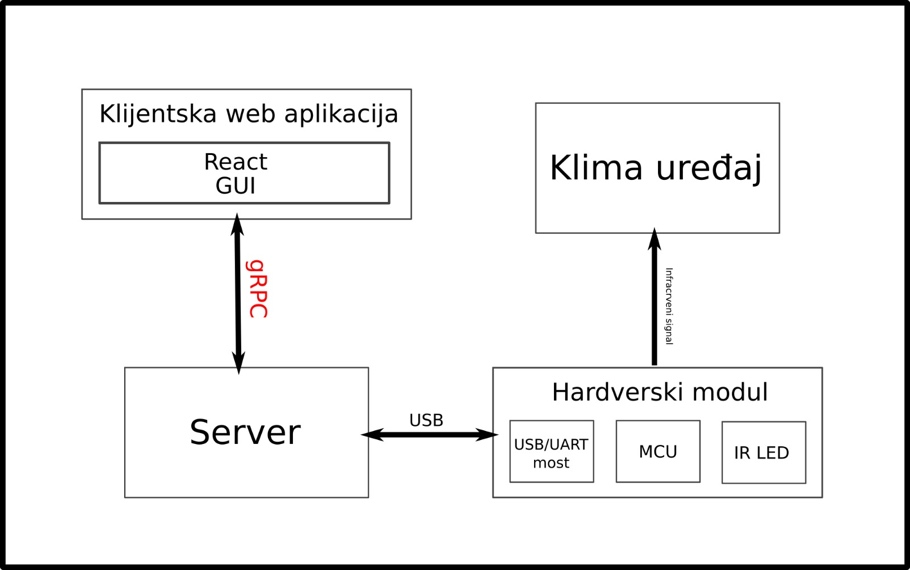 Klijentska web aplikacija
React
GUI
Klima uređaj
gRPC
Infracrveni signal
Server
USB
Hardverski modul
USB/UART
most
MCU
IR LED